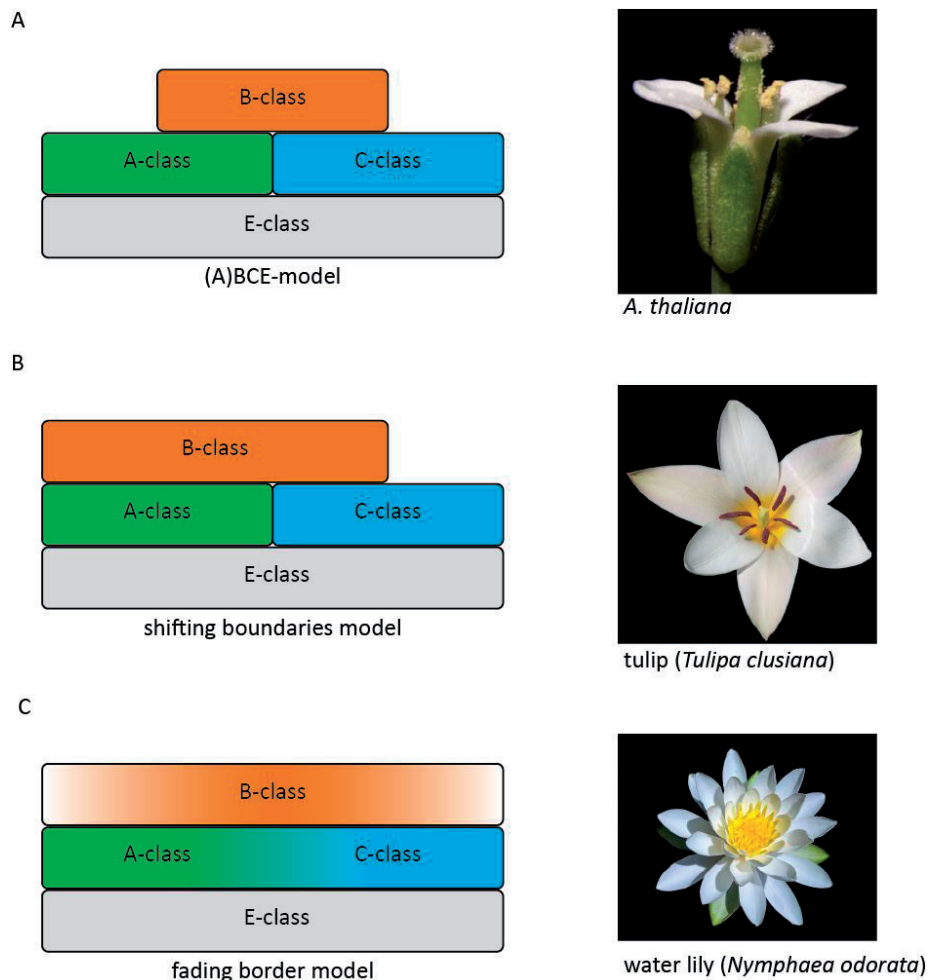 A
B-class
A-class C-class
E-class
(A)BCE-model
A. thaliana
B
B-class
A-class C-class
E-class
shifting boundaries model
tulip (Tulipa clusiana)
C
B-class
A-class C-class
E-class
fading border model
water lily (Nymphaea odorata)